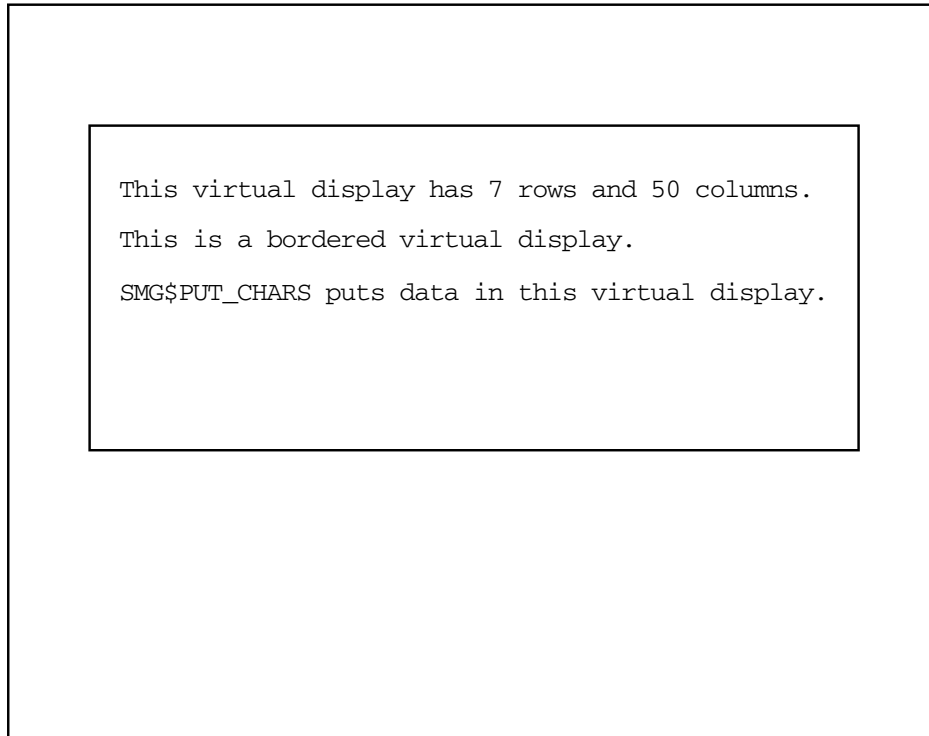 This virtual display has 7 rows and 50 columns.
This is a bordered virtual display.
SMG$PUT_CHARS puts data in this virtual display.